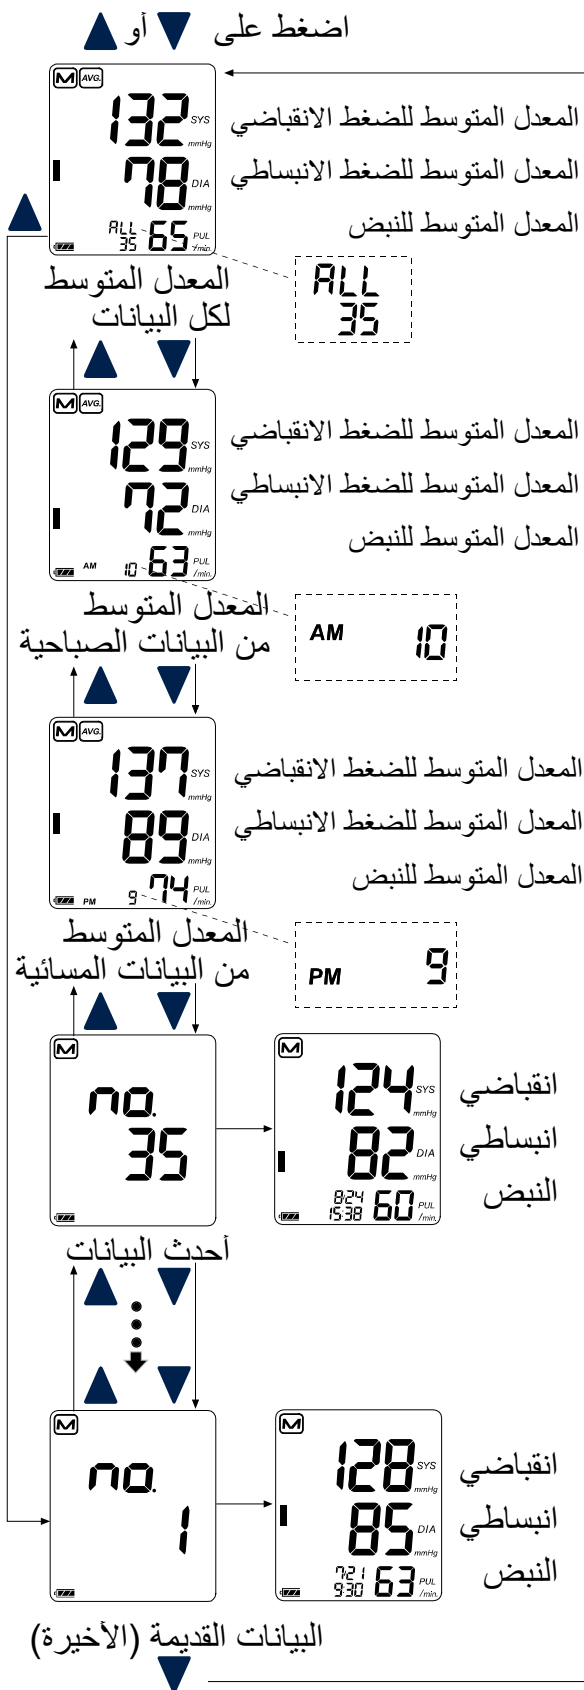 اضغط على ▼ أو ▲
M AVG.
132 SYS mmHg
78 DIA mmHg
ALL 35 65 PUL /min.
المعدل المتوسط للضغط الانقباضي
المعدل المتوسط للضغط الانبساطي
المعدل المتوسط للنبض
ALL
35
المعدل المتوسط
لكل البيانات
M AVG.
129 SYS mmHg
72 DIA mmHg
AM 10 63 PUL /min.
المعدل المتوسط للضغط الانقباضي
المعدل المتوسط للضغط الانبساطي
المعدل المتوسط للنبض
AM 10
المعدل المتوسط
من البيانات الصباحية
M AVG.
137 SYS mmHg
89 DIA mmHg
PM 9 74 PUL /min.
المعدل المتوسط للضغط الانقباضي
المعدل المتوسط للضغط الانبساطي
المعدل المتوسط للنبض
PM 9
المعدل المتوسط
من البيانات المسائية
M
no.
35
M
124 SYS mmHg
82 DIA mmHg
8/24
15:38 60 PUL /min.
انقباضي
انبساطي
النبض
أحدث البيانات
M
no.
1
M
128 SYS mmHg
85 DIA mmHg
7/21
9:30 63 PUL /min.
انقباضي
انبساطي
النبض
البيانات القديمة (الأخيرة)